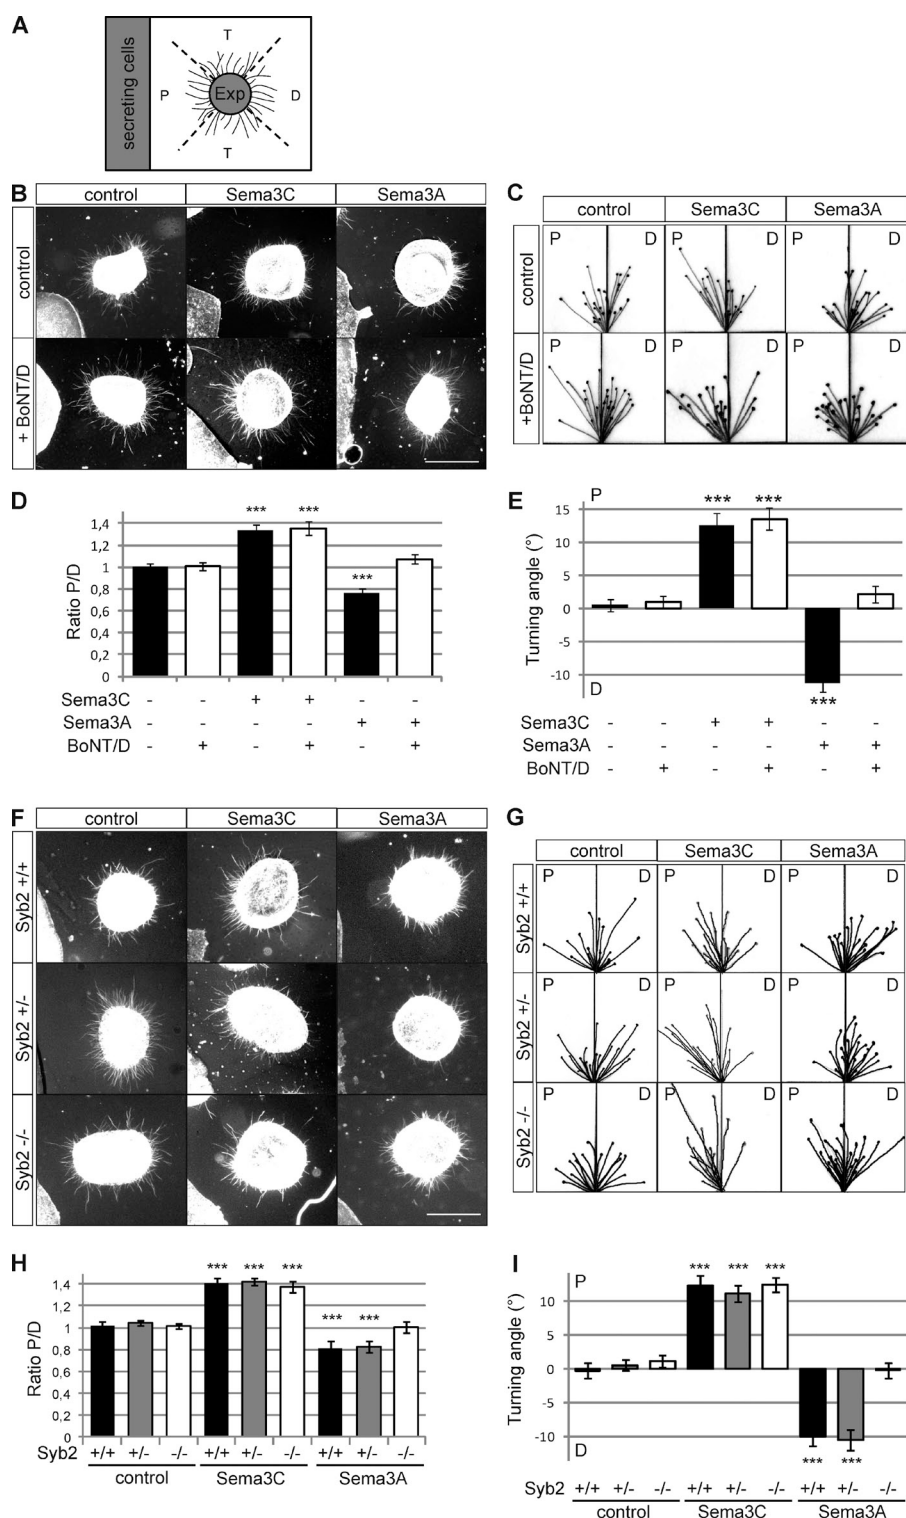 A
secreting cells
T
P
Exp
D
T
B
control
Sema3C
Sema3A
control
+ BoNT/D
C
control
Sema3C
Sema3A
control
P D P D P D
+BoNT/D
P D P D P D
D
Ratio P/D
1,4
1,2
1
0,8
0,6
0,4
0,2
0
***
***
***
Sema3C - - + + - -
Sema3A - - - - + +
BoNT/D - + - + - +
E
Turning angle (°)
P
15
10
5
0
-5
-10
D
***
***
***
Sema3C - - + + - -
Sema3A - - - - + +
BoNT/D - + - + - +
F
control
Sema3C
Sema3A
Syb2 +/+
Syb2 +/-
Syb2 -/-
G
control
Sema3C
Sema3A
Syb2 +/+
P D P D P D
Syb2 +/-
P D P D P D
Syb2 -/-
P D P D P D
H
Ratio P/D
1,4
1,2
1
0,8
0,6
0,4
0,2
0
*** *** ***
*** ***
Syb2 +/+ +/- -/- +/+ +/- -/- +/+ +/- -/-
control Sema3C Sema3A
I
Turning angle (°)
P
10
5
0
-5
-10
D
*** *** ***
*** ***
Syb2 +/+ +/- -/- +/+ +/- -/- +/+ +/- -/-
control Sema3C Sema3A